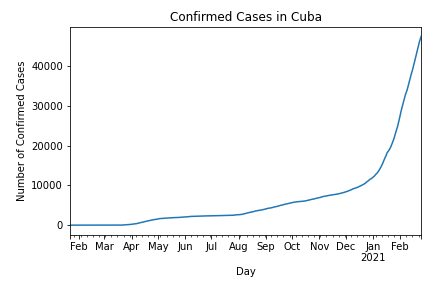 Confirmed Cases in Cuba
Number of Confirmed Cases
40000
30000
20000
10000
0
Feb Mar Apr May Jun Jul Aug Sep Oct Nov Dec Jan Feb
2021
Day